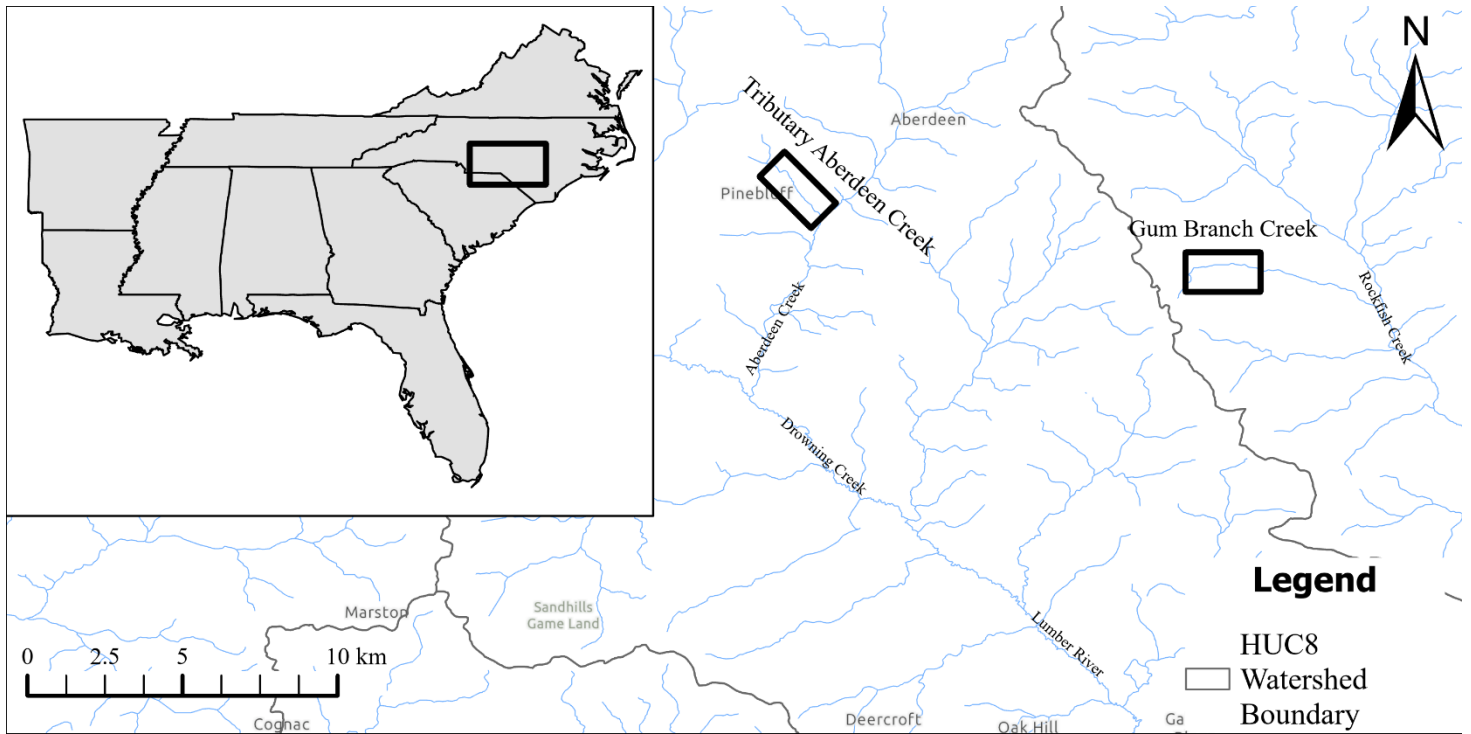 N
Tributary Aberdeen Creek
Aberdeen
Pinebluff
Gum Branch Creek
Rockfish Creek
Aberdeen Creek
Drowning Creek
Lumber River
Marston
Sandhills
Game Land
0 2.5 5 10 km
Cognac
Deercroft
Oak Hill
Ga
Legend
HUC8
Watershed
Boundary